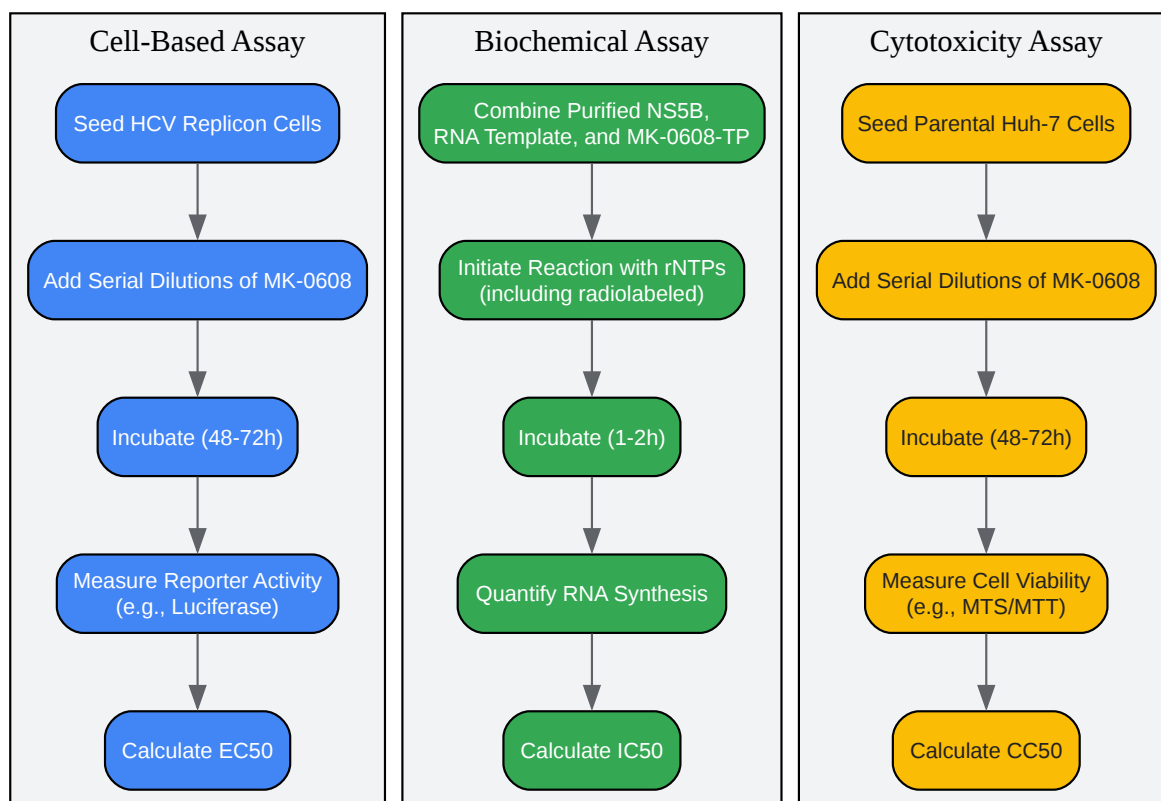 Cell-Based Assay
Seed HCV Replicon Cells
Add Serial Dilutions of MK-0608
Incubate (48-72h)
Measure Reporter Activity
(e.g., Luciferase)
Calculate EC50
Biochemical Assay
Combine Purified NS5B,
RNA Template, and MK-0608-TP
Initiate Reaction with rNTPs
(including radiolabeled)
Incubate (1-2h)
Quantify RNA Synthesis
Calculate IC50
Cytotoxicity Assay
Seed Parental Huh-7 Cells
Add Serial Dilutions of MK-0608
Incubate (48-72h)
Measure Cell Viability
(e.g., MTS/MTT)
Calculate CC50